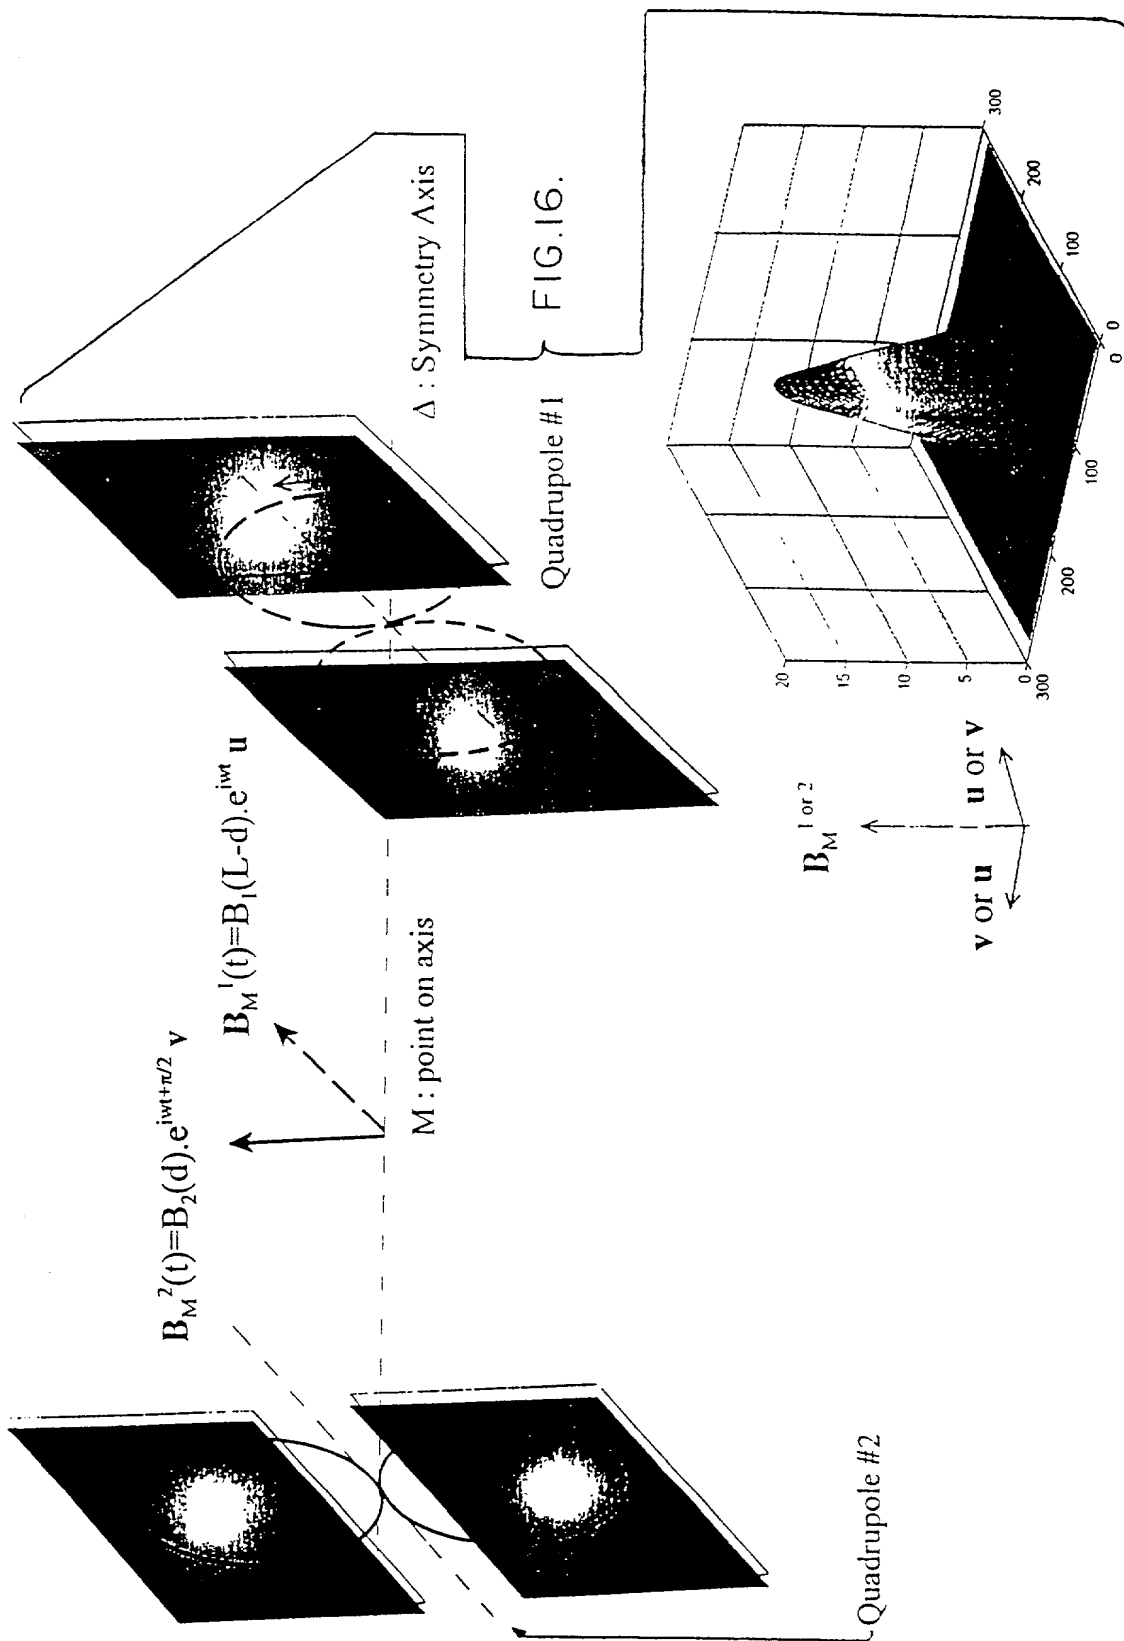 B_M^2(t)=B_2(d).e^{iwt+π/2} v
B_M^1(t)=B_1(L-d).e^{iwt} u
Δ : Symmetry Axis
M : point on axis
Quadrupole #1
FIG.16.
Quadrupole #2
B_M^{1 or 2}
v or u
u or v
20
15
10
5
0
300
200
100
0
0
100
200
300